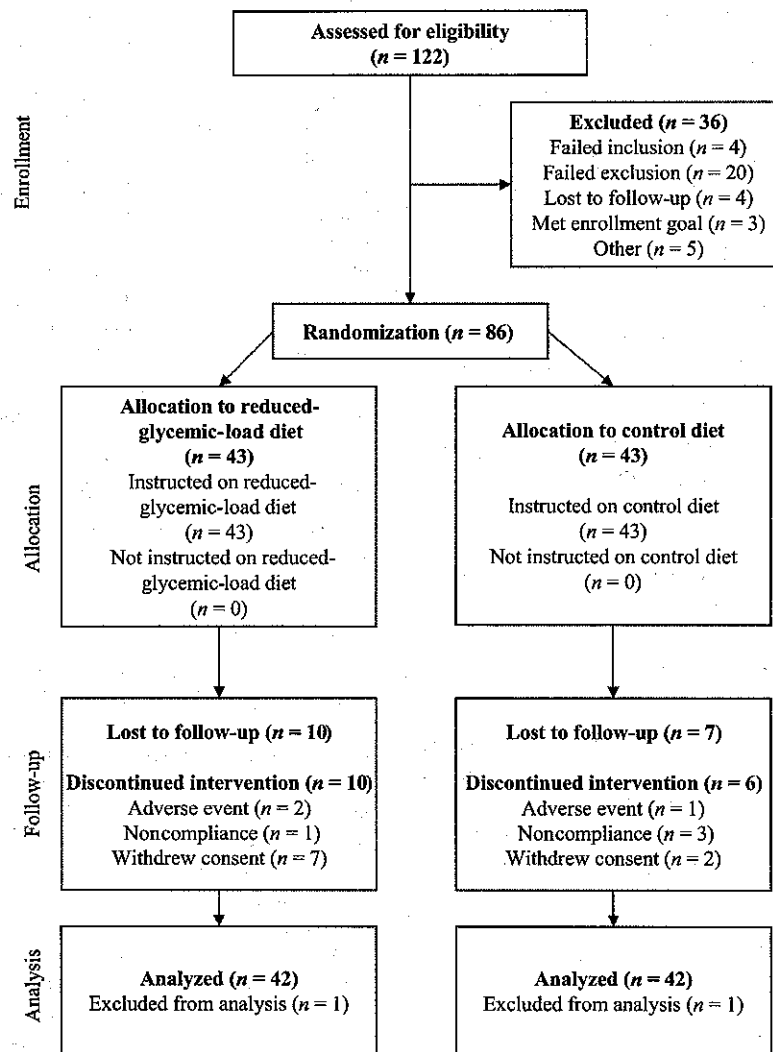 Assessed for eligibility
(n = 122)
Enrollment
Excluded (n = 36)
Failed inclusion (n = 4)
Failed exclusion (n = 20)
Lost to follow-up (n = 4)
Met enrollment goal (n = 3)
Other (n = 5)
Randomization (n = 86)
Allocation
Allocation to reduced-
glycemic-load diet
(n = 43)
Instructed on reduced-
glycemic-load diet
(n = 43)
Not instructed on reduced-
glycemic-load diet
(n = 0)
Allocation to control diet
(n = 43)
Instructed on control diet
(n = 43)
Not instructed on control diet
(n = 0)
Follow-up
Lost to follow-up (n = 10)
Discontinued intervention (n = 10)
Adverse event (n = 2)
Noncompliance (n = 1)
Withdrew consent (n = 7)
Lost to follow-up (n = 7)
Discontinued intervention (n = 6)
Adverse event (n = 1)
Noncompliance (n = 3)
Withdrew consent (n = 2)
Analysis
Analyzed (n = 42)
Excluded from analysis (n = 1)
Analyzed (n = 42)
Excluded from analysis (n = 1)